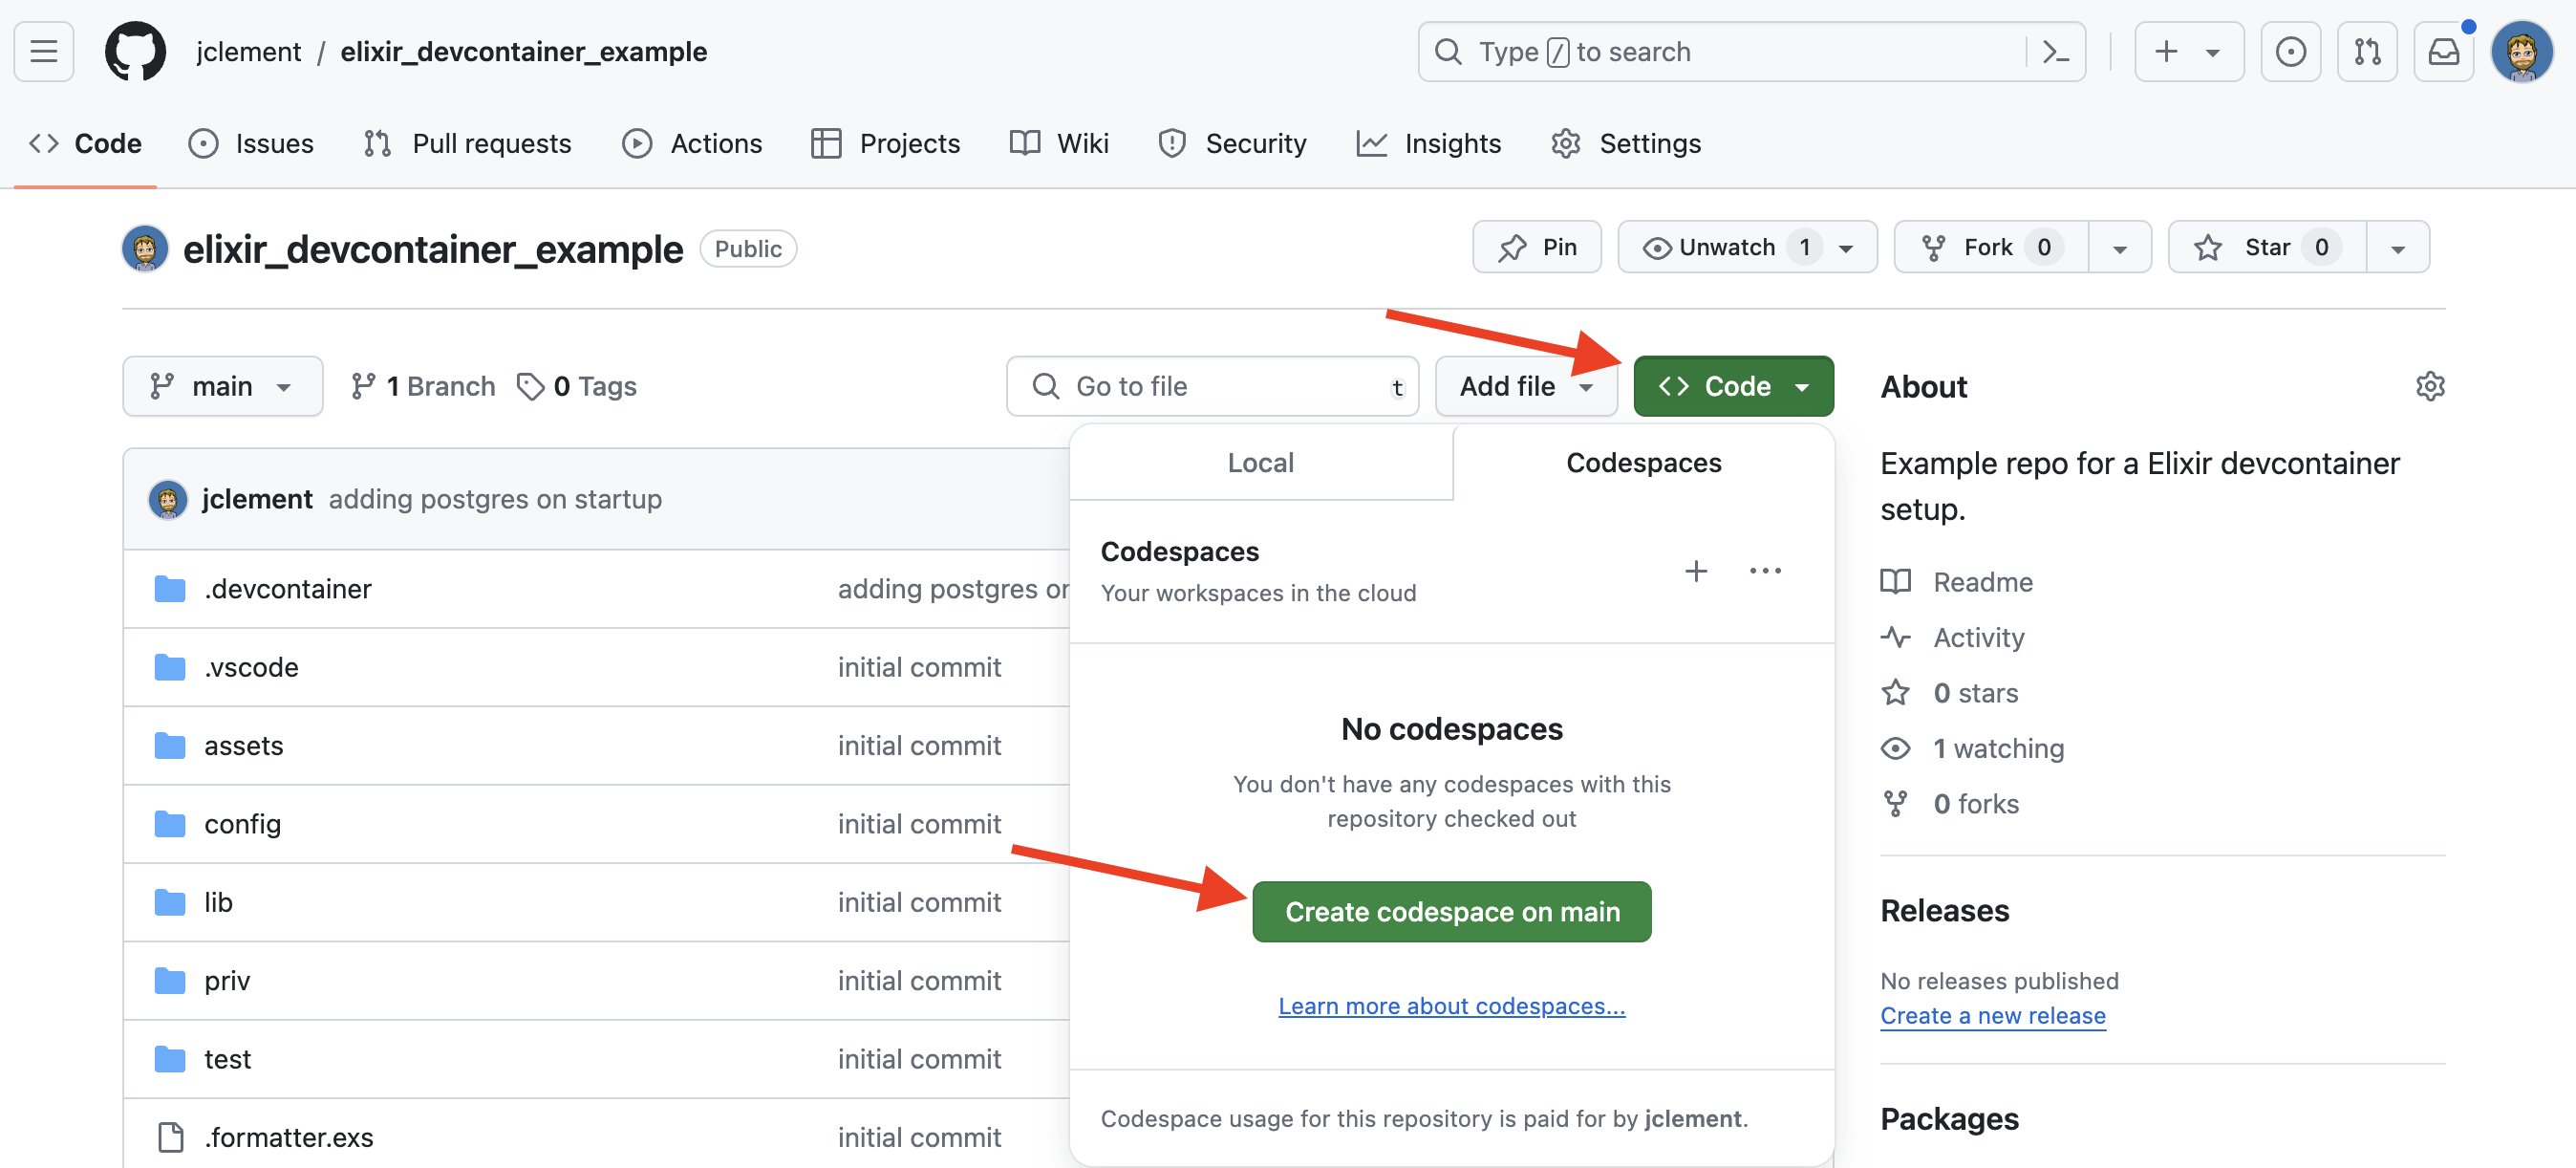 jclement / elixir_devcontainer_example
Type / to search
Code Issues Pull requests Actions Projects Wiki Security Insights Settings
elixir_devcontainer_example Public
Pin Unwatch 1 Fork 0 Star 0
main 1 Branch 0 Tags
Go to file t Add file Code
Local Codespaces
Codespaces
Your workspaces in the cloud
No codespaces
You don't have any codespaces with this
repository checked out
Create codespace on main
Learn more about codespaces...
Codespace usage for this repository is paid for by jclement.
jclement adding postgres on startup
.devcontainer adding postgres or
.vscode initial commit
assets initial commit
config initial commit
lib initial commit
priv initial commit
test initial commit
.formatter.exs initial commit
About
Example repo for a Elixir devcontainer
setup.
Readme
Activity
0 stars
1 watching
0 forks
Releases
No releases published
Create a new release
Packages